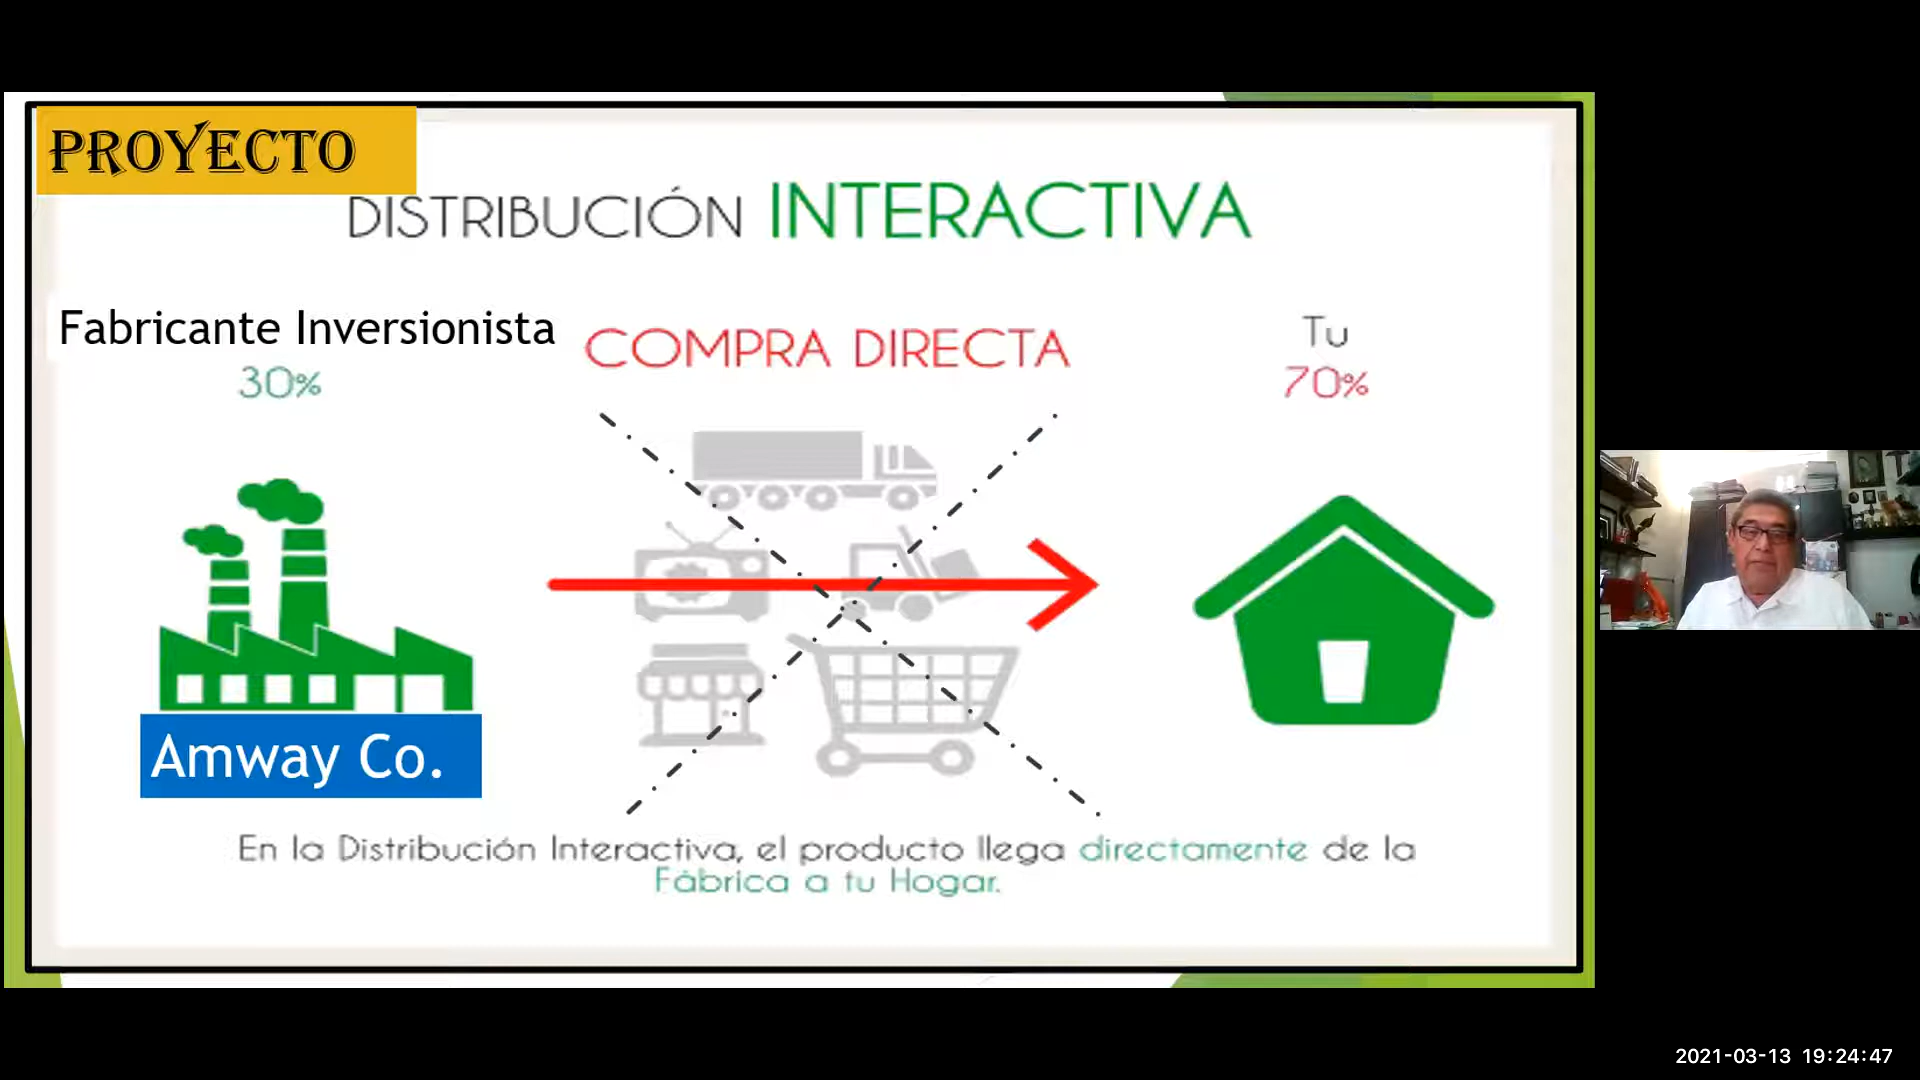 PROYECTO
DISTRIBUCIÓN INTERACTIVA
Fabricante Inversionista
30%
COMPRA DIRECTA
Tu
70%
Amway Co.
En la Distribución Interactiva, el producto llega directamente de la
Fábrica a tu Hogar.
2021-03-13 19:24:47